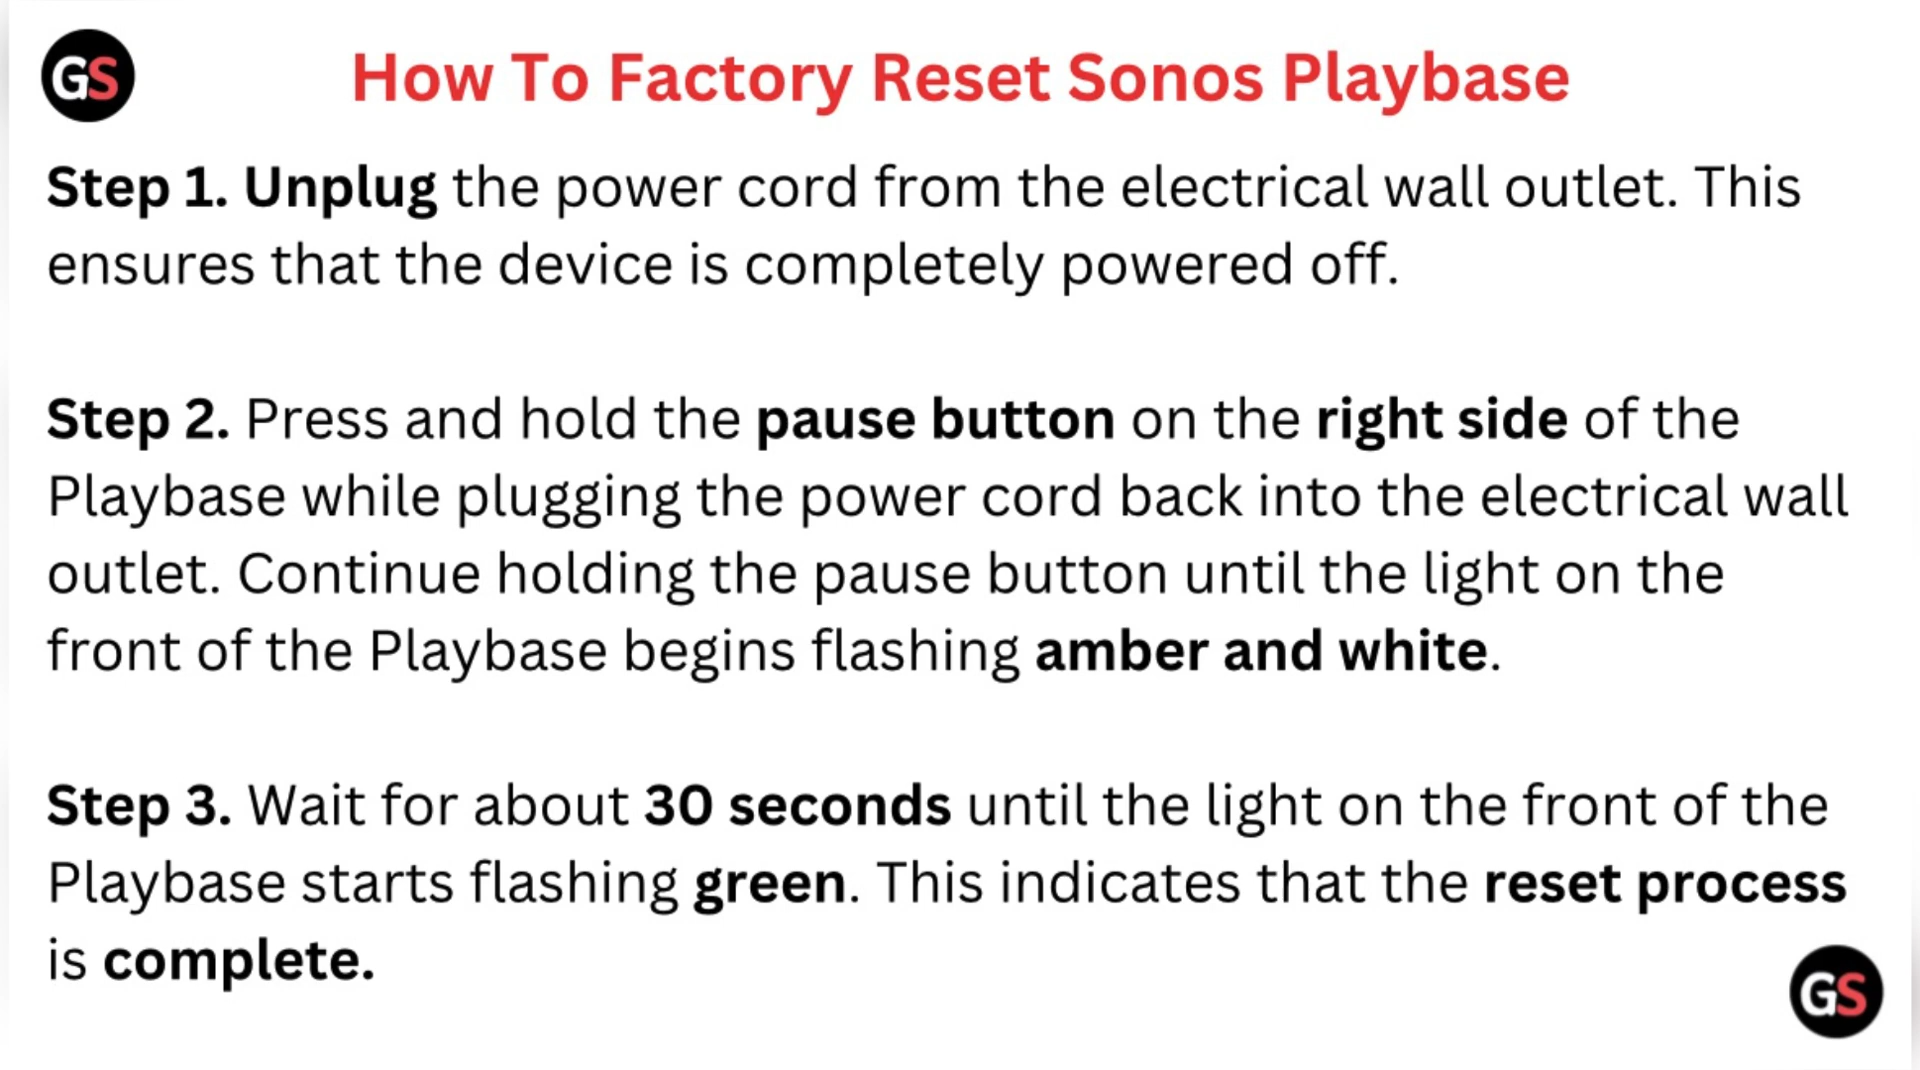 GS
How To Factory Reset Sonos Playbase
Step 1. Unplug the power cord from the electrical wall outlet. This
ensures that the device is completely powered off.
Step 2. Press and hold the pause button on the right side of the
Playbase while plugging the power cord back into the electrical wall
outlet. Continue holding the pause button until the light on the
front of the Playbase begins flashing amber and white.
Step 3. Wait for about 30 seconds until the light on the front of the
Playbase starts flashing green. This indicates that the reset process
is complete.
GS